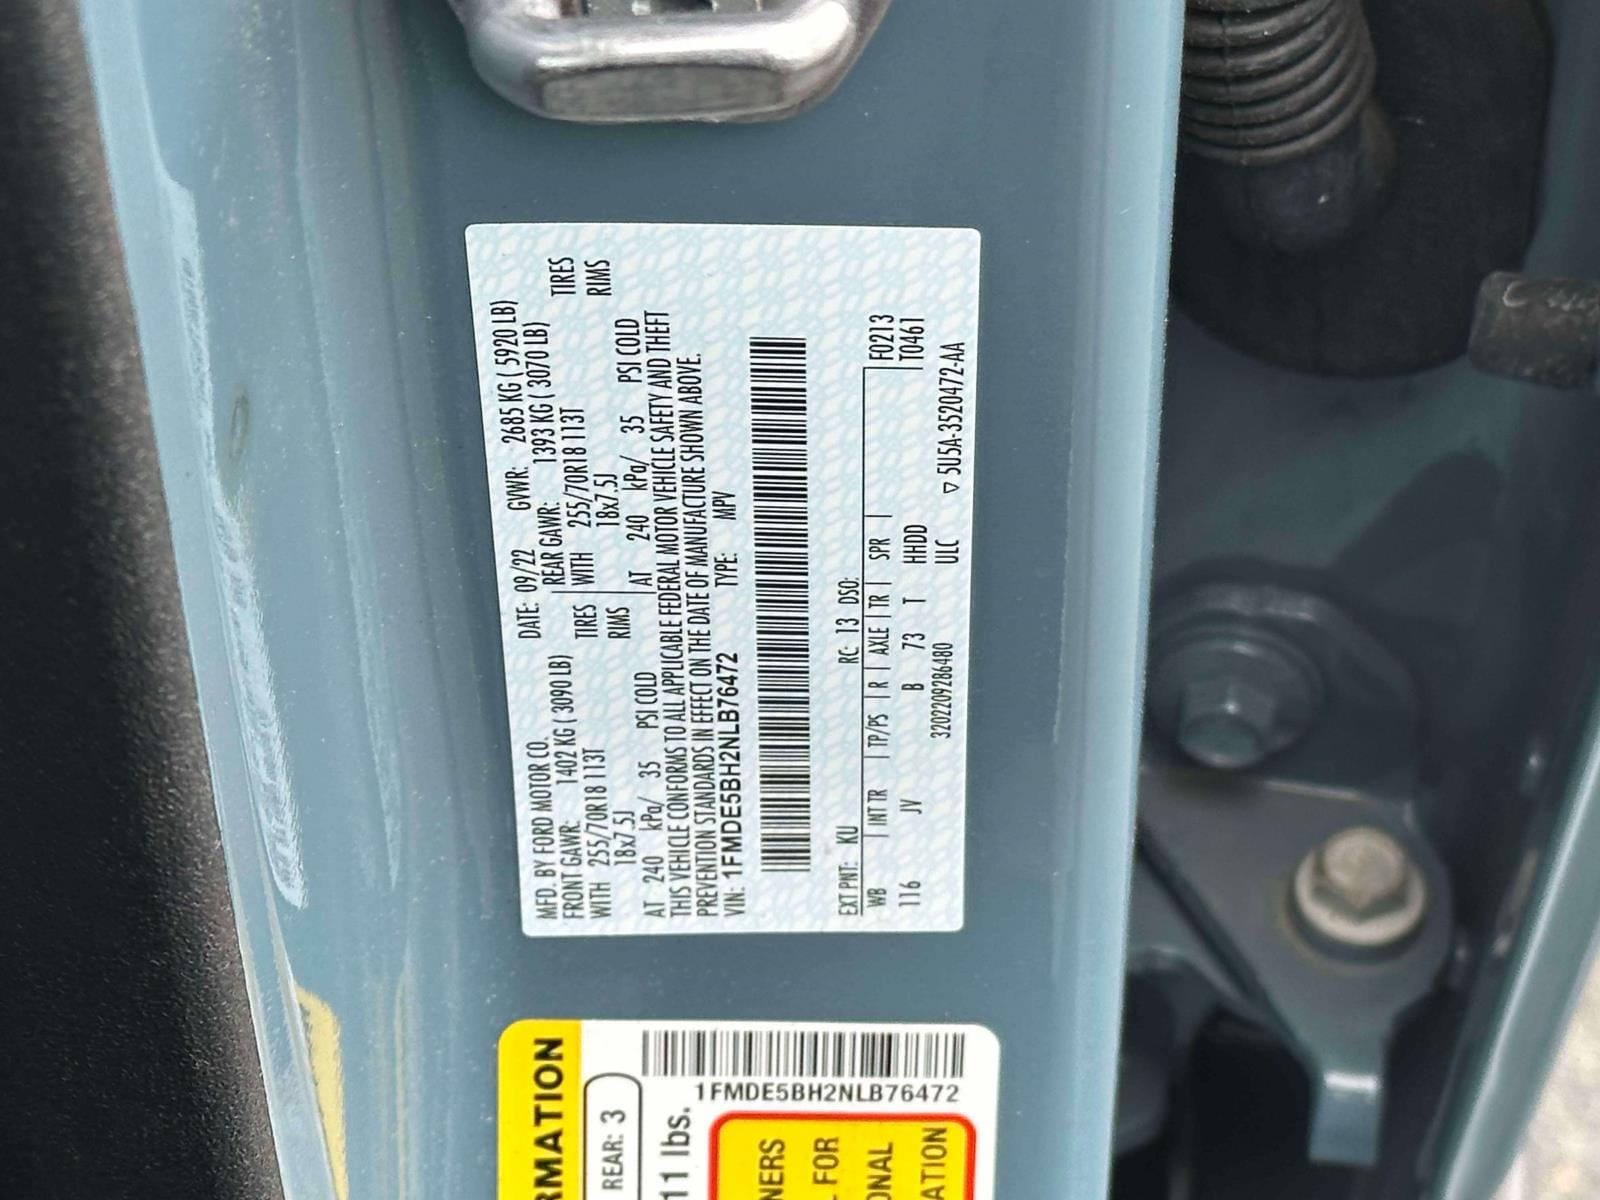 MFD. BY FORD MOTOR CO. DATE: 09/22 GVWR: 2685 KG ( 5920 LB)
FRONT GAWR: 1402 KG ( 3090 LB) REAR GAWR: 1393 KG ( 3070 LB)
WITH 255/70R18 113T TIRES WITH 255/70R18 113T TIRES
18x7.5J RIMS 18x7.5J RIMS
AT 240 kPa/ 35 PSI COLD AT 240 kPa/ 35 PSI COLD
THIS VEHICLE CONFORMS TO ALL APPLICABLE FEDERAL MOTOR VEHICLE SAFETY AND THEFT
PREVENTION STANDARDS IN EFFECT ON THE DATE OF MANUFACTURE SHOWN ABOVE.
VIN: 1FMDE5BH2NLB76472 TYPE: MPV
EXT PNT: KU RC: 13 DSO: F0213
WB INT TR TP/PS R AXLE TR SPR T0461
116 JV B 73 T HHDD
3202209286480 ULC ▽ 5U5A-3520472-AA
RMATION
REAR: 3
11 lbs.
1FMDE5BH2NLB76472
NERS
L FOR
ONAL
ATION